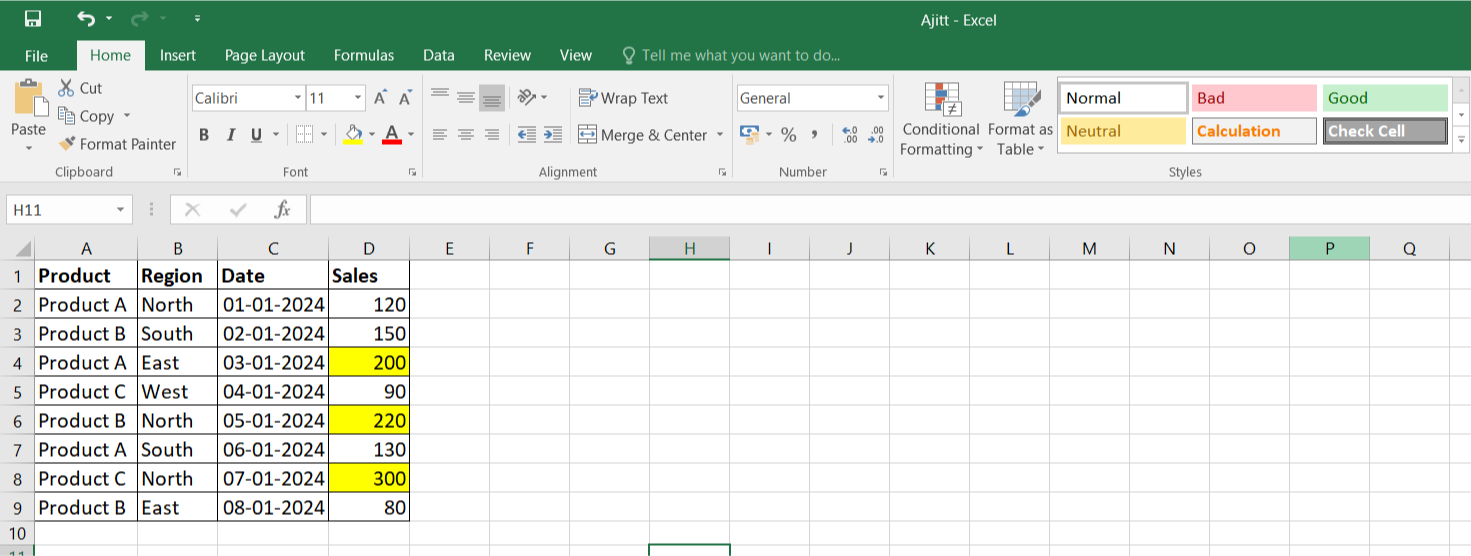 Ajitt - Excel
File Home Insert Page Layout Formulas Data Review View Tell me what you want to do...
Cut
Calibri 11 A A Wrap Text General Normal Bad Good
Copy
Paste B I U A Merge & Center % , .00 .0 Conditional Format as Neutral Calculation Check Cell
Format Painter Formatting Table
Clipboard Font Alignment Number Styles
H11 fx
A B C D E F G H I J K L M N O P Q
1 Product Region Date Sales
2 Product A North 01-01-2024 120
3 Product B South 02-01-2024 150
4 Product A East 03-01-2024 200
5 Product C West 04-01-2024 90
6 Product B North 05-01-2024 220
7 Product A South 06-01-2024 130
8 Product C North 07-01-2024 300
9 Product B East 08-01-2024 80
10
11